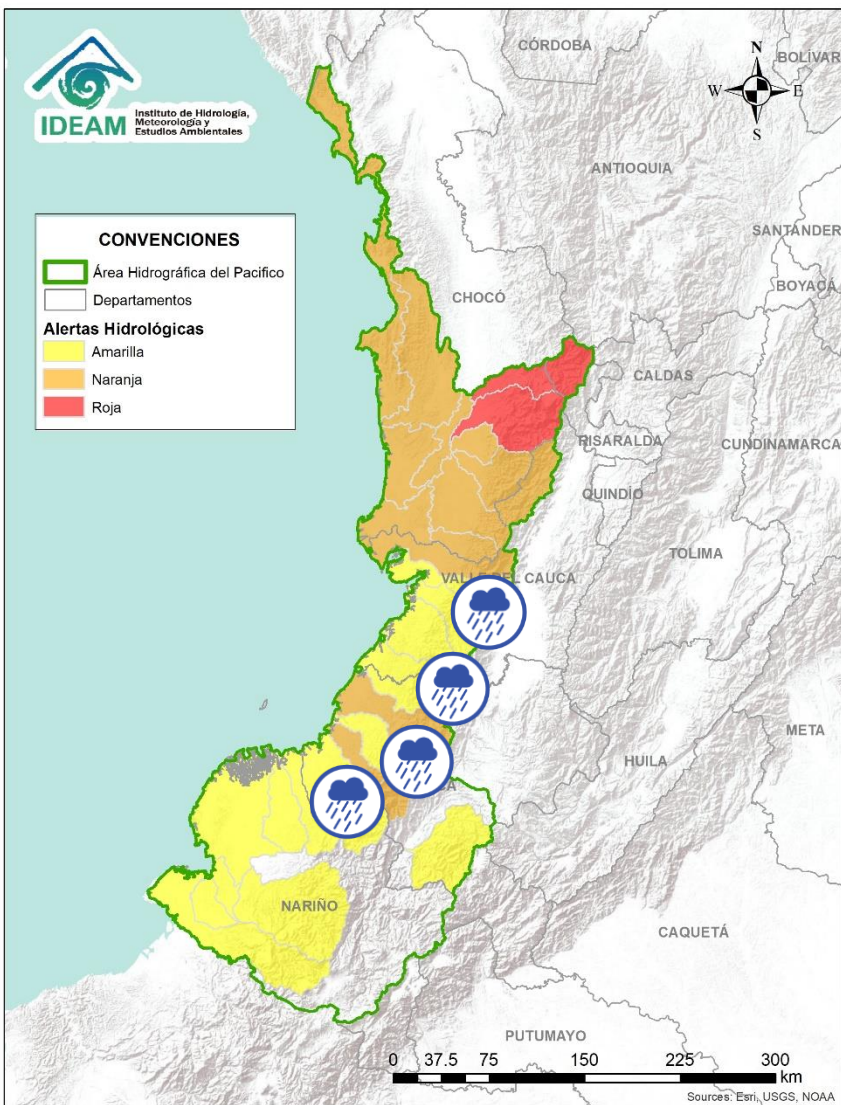 IDEAM
Instituto de Hidrología,
Meteorología y
Estudios Ambientales
CÓRDOBA
BOLÍVAR
N
W
E
S
ANTIOQUIA
SANTANDER
BOYACÁ
CONVENCIONES
Área Hidrográfica del Pacifico
Departamentos
Alertas Hidrológicas
Amarilla
Naranja
Roja
CHOCÓ
CALDAS
RISARALDA
CUNDINAMARCA
QUINDÍO
TOLIMA
VALLE DEL CAUCA
META
HUILA
NARIÑO
CAQUETÁ
PUTUMAYO
0 37.5 75 150 225 300
km
Sources: Esri, USGS, NOAA